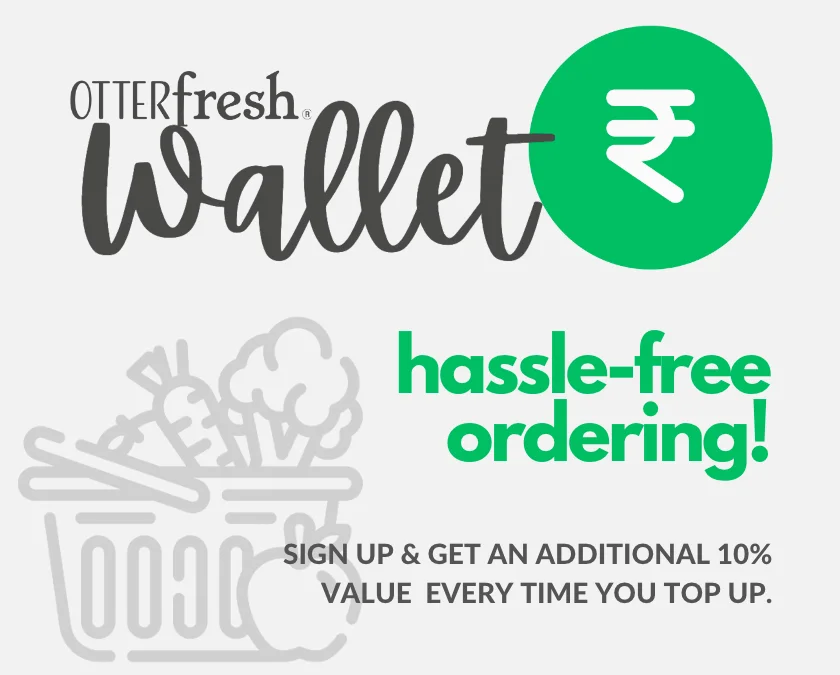 OTTERfresh®
Wallet
₹
hassle-free
ordering!
SIGN UP & GET AN ADDITIONAL 10%
VALUE EVERY TIME YOU TOP UP.